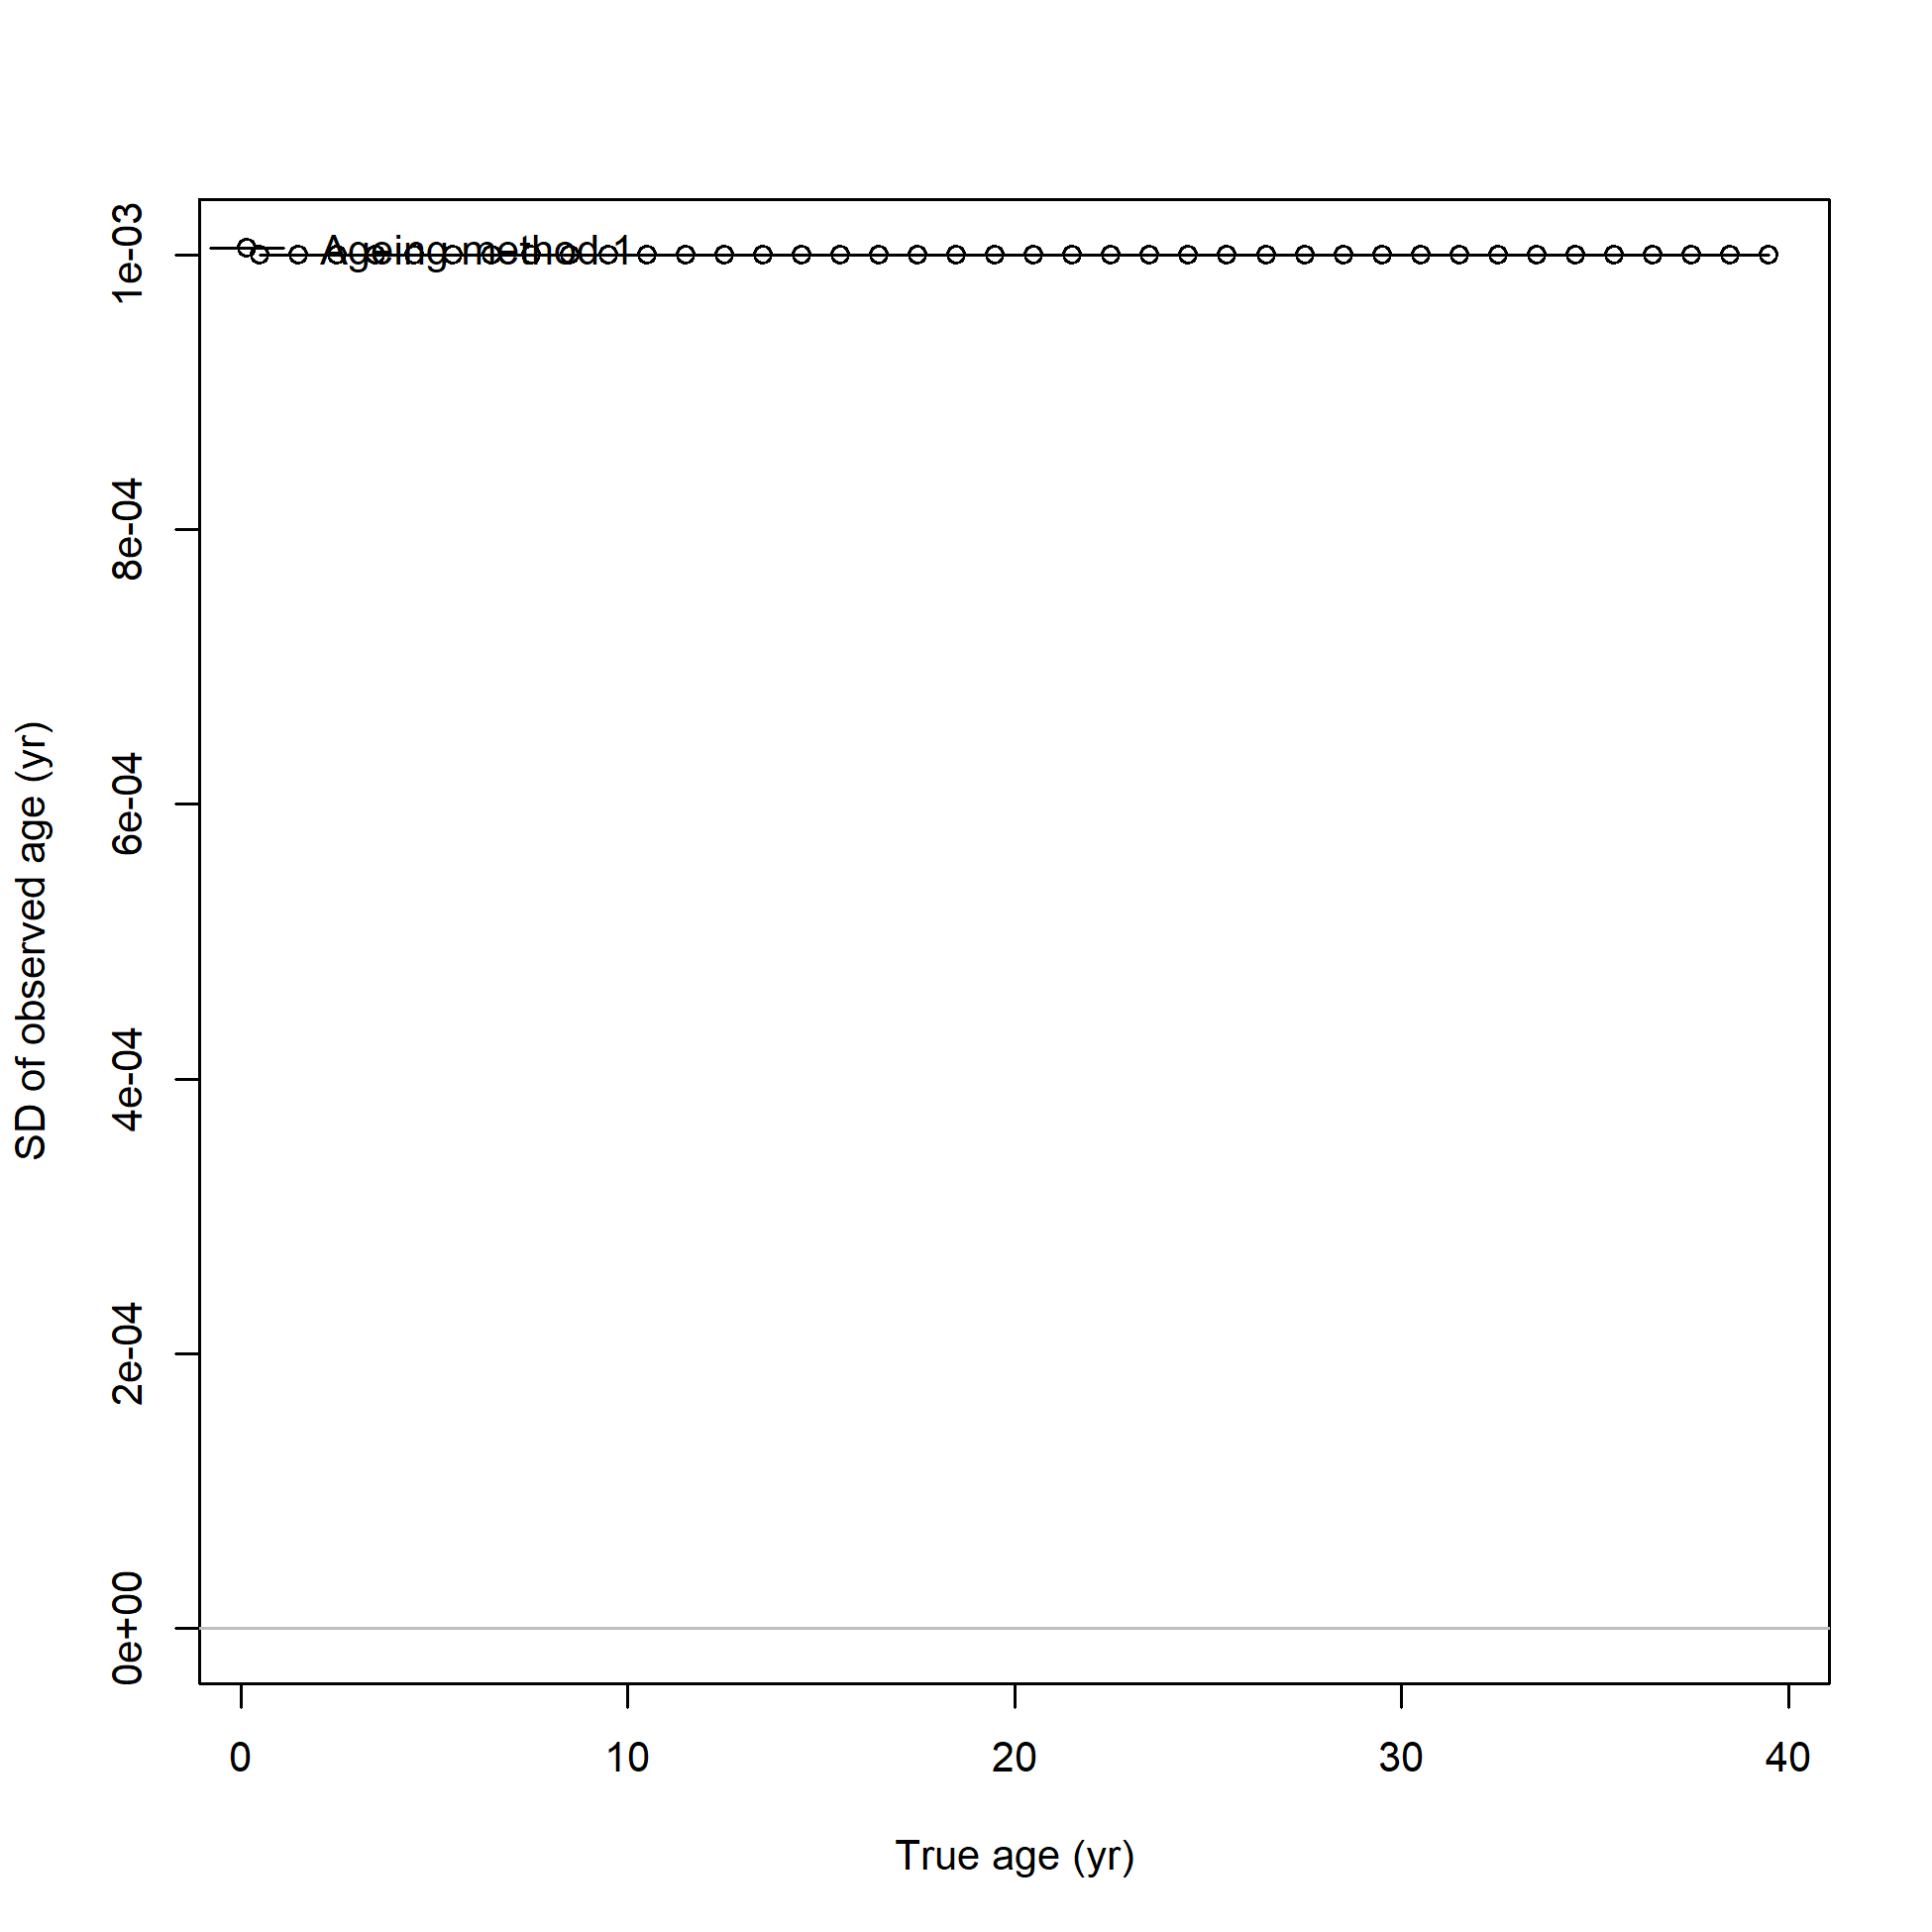 Ageing method 1
1e-03
8e-04
6e-04
4e-04
2e-04
0e+00
SD of observed age (yr)
0 10 20 30 40
True age (yr)